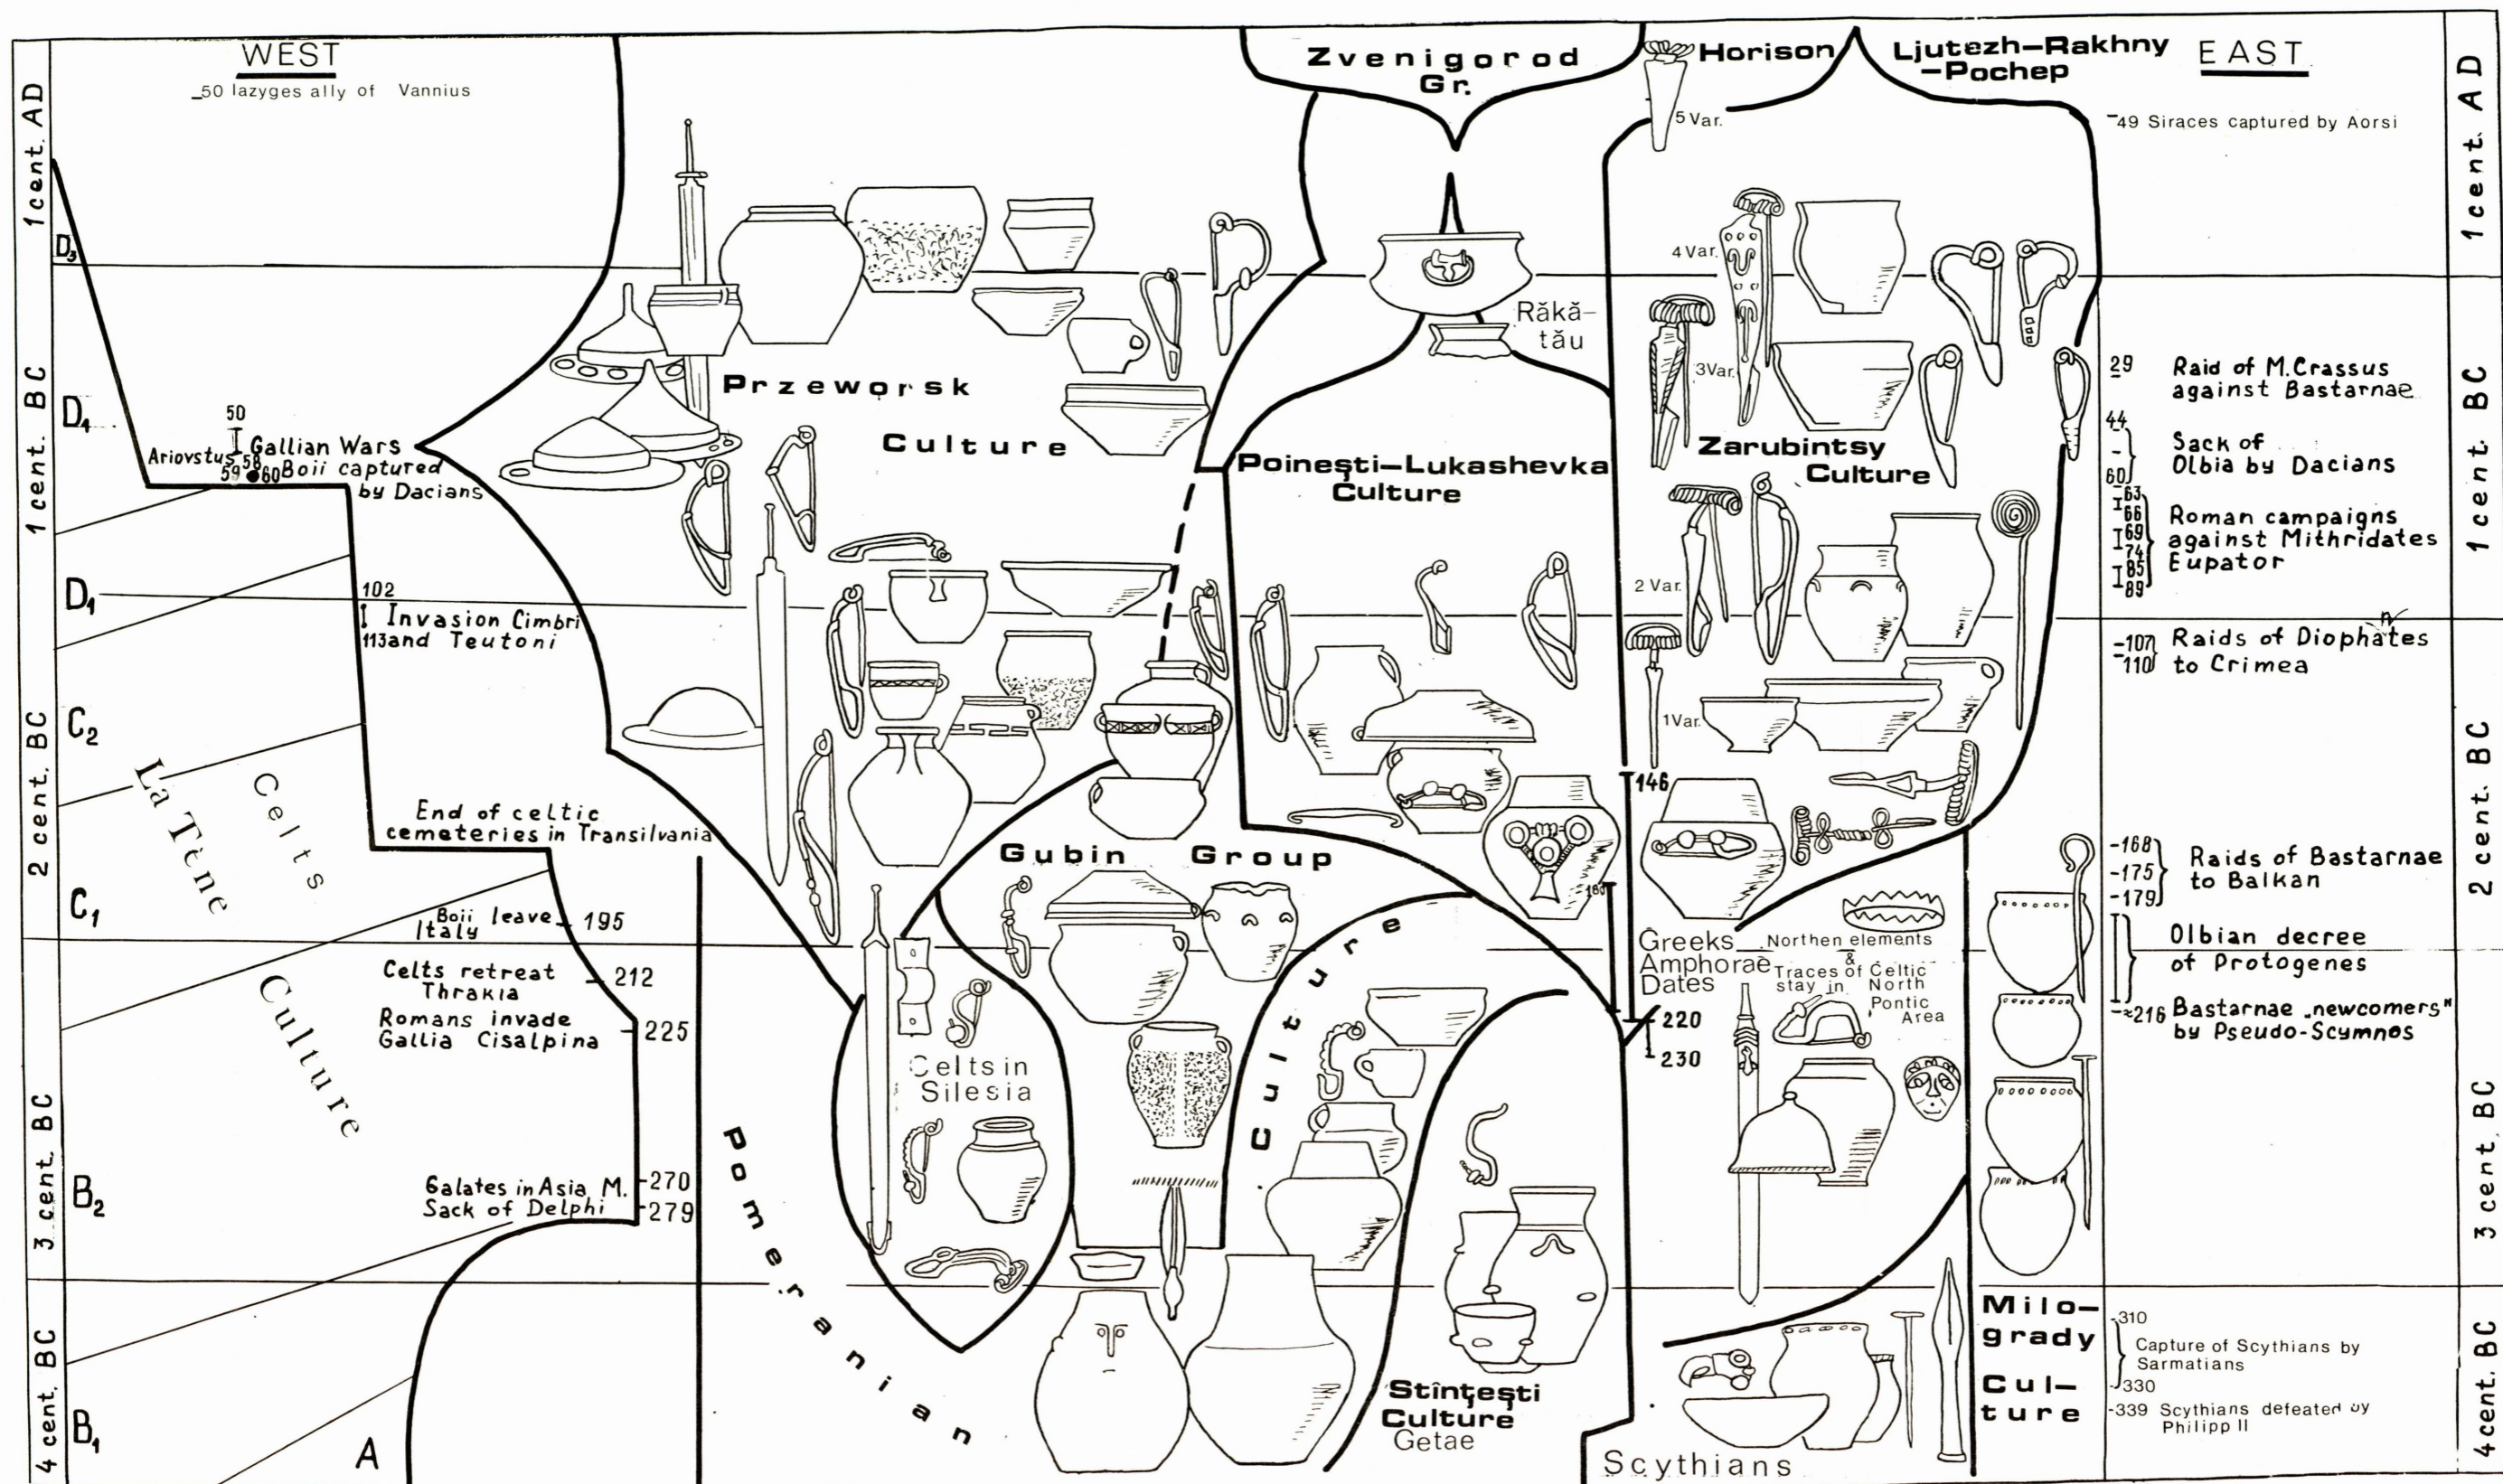 WEST
_50 Iazyges ally of Vannius
Zvenigorod
Gr.
Horison
Ljutezh–Rakhny
–Pochep
EAST
5 Var.
-49 Siraces captured by Aorsi
1 cent. AD
1 cent. BC
2 cent. BC
3 cent. BC
4 cent. BC
D3
D1
D1
C2
C1
B2
B1
A
50
Gallian Wars
Ariovstus 58
59 60 Boii captured
by Dacians
102
Invasion Cimbri
113 and Teutoni
La Tène
Culture
Celts
End of celtic
cemeteries in Transilvania
Boii leave 195
Italy
Celts retreat 212
Thrakia
Romans invade
Gallia Cisalpina 225
Galates in Asia M. 270
Sack of Delphi 279
Przeworsk
Culture
Răkă-
tău
Poineşti–Lukashevka
Culture
4 Var.
3 Var.
Zarubintsy
Culture
2 Var.
1 Var.
146
180
Gubin Group
Celts in
Silesia
Pomeranian
Culture
Greeks
Amphorae
Dates
220
230
Northen elements
&
Traces of Celtic
stay in North
Pontic
Area
Stînţeşti
Culture
Getae
Scythians
Milo–
grady
Cul–
ture
29 Raid of M. Crassus
against Bastarnae
44
Sack of
60 Olbia by Dacians
63
66 Roman campaigns
69 against Mithridates
74 Eupator
85
89
-107 Raids of Diophates
n
-110 to Crimea
-168 Raids of Bastarnae
-175 to Balkan
-179
Olbian decree
of Protogenes
-≈216 Bastarnae „newcomers"
by Pseudo-Scymnos
-310
Capture of Scythians by
Sarmatians
-330
-339 Scythians defeated by
Philipp II
1 cent. AD
1 cent. BC
2 cent. BC
3 cent BC
4 cent. BC